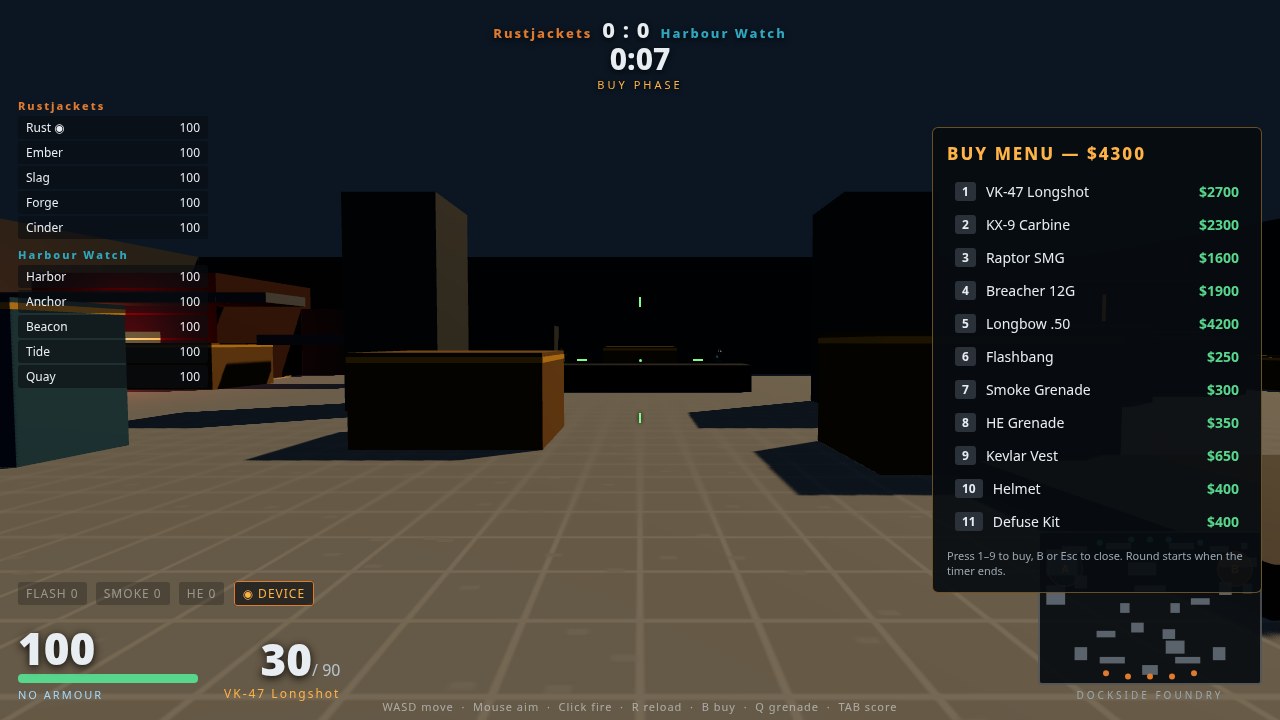 Rustjackets 0 : 0 Harbour Watch
0:07
BUY PHASE
Rustjackets
Rust ◉ 100
Ember 100
Slag 100
Forge 100
Cinder 100
Harbour Watch
Harbor 100
Anchor 100
Beacon 100
Tide 100
Quay 100
BUY MENU — $4300
1 VK-47 Longshot $2700
2 KX-9 Carbine $2300
3 Raptor SMG $1600
4 Breacher 12G $1900
5 Longbow .50 $4200
6 Flashbang $250
7 Smoke Grenade $300
8 HE Grenade $350
9 Kevlar Vest $650
10 Helmet $400
11 Defuse Kit $400
Press 1–9 to buy, B or Esc to close. Round starts when the
timer ends.
FLASH 0 SMOKE 0 HE 0 ◉ DEVICE
100
NO ARMOUR
30 / 90
VK-47 Longshot
DOCKSIDE FOUNDRY
WASD move · Mouse aim · Click fire · R reload · B buy · Q grenade · TAB score